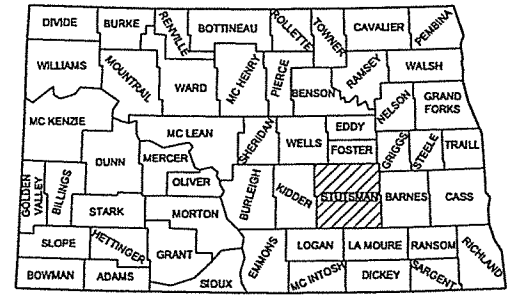 DIVIDE
BURKE
RENVILLE
BOTTINEAU
ROLLETTE
TOWNER
CAVALIER
PEMBINA
WILLIAMS
MOUNTRAIL
WARD
MC HENRY
PIERCE
BENSON
RAMSEY
WALSH
NELSON
GRAND FORKS
MC KENZIE
DUNN
MC LEAN
MERCER
OLIVER
SHERIDAN
WELLS
EDDY
FOSTER
GRIGGS
STEELE
TRAILL
GOLDEN VALLEY
BILLINGS
STARK
MORTON
BURLEIGH
KIDDER
STUTSMAN
BARNES
CASS
SLOPE
HETTINGER
GRANT
EMMONS
LOGAN
LA MOURE
RANSOM
RICHLAND
BOWMAN
ADAMS
SIOUX
MC INTOSH
DICKEY
SARGENT